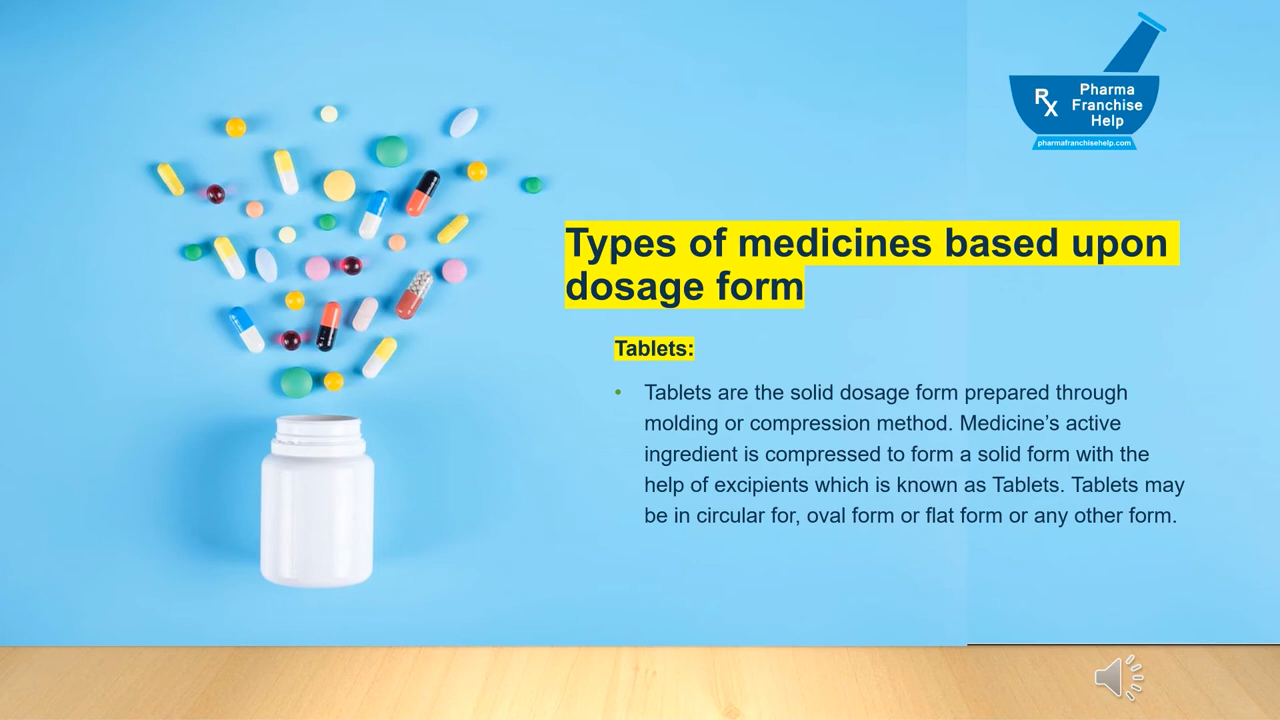 Rx
Pharma
Franchise
Help
pharmafranchisehelp.com
Types of medicines based upon
dosage form
Tablets:
• Tablets are the solid dosage form prepared through
molding or compression method. Medicine’s active
ingredient is compressed to form a solid form with the
help of excipients which is known as Tablets. Tablets may
be in circular for, oval form or flat form or any other form.